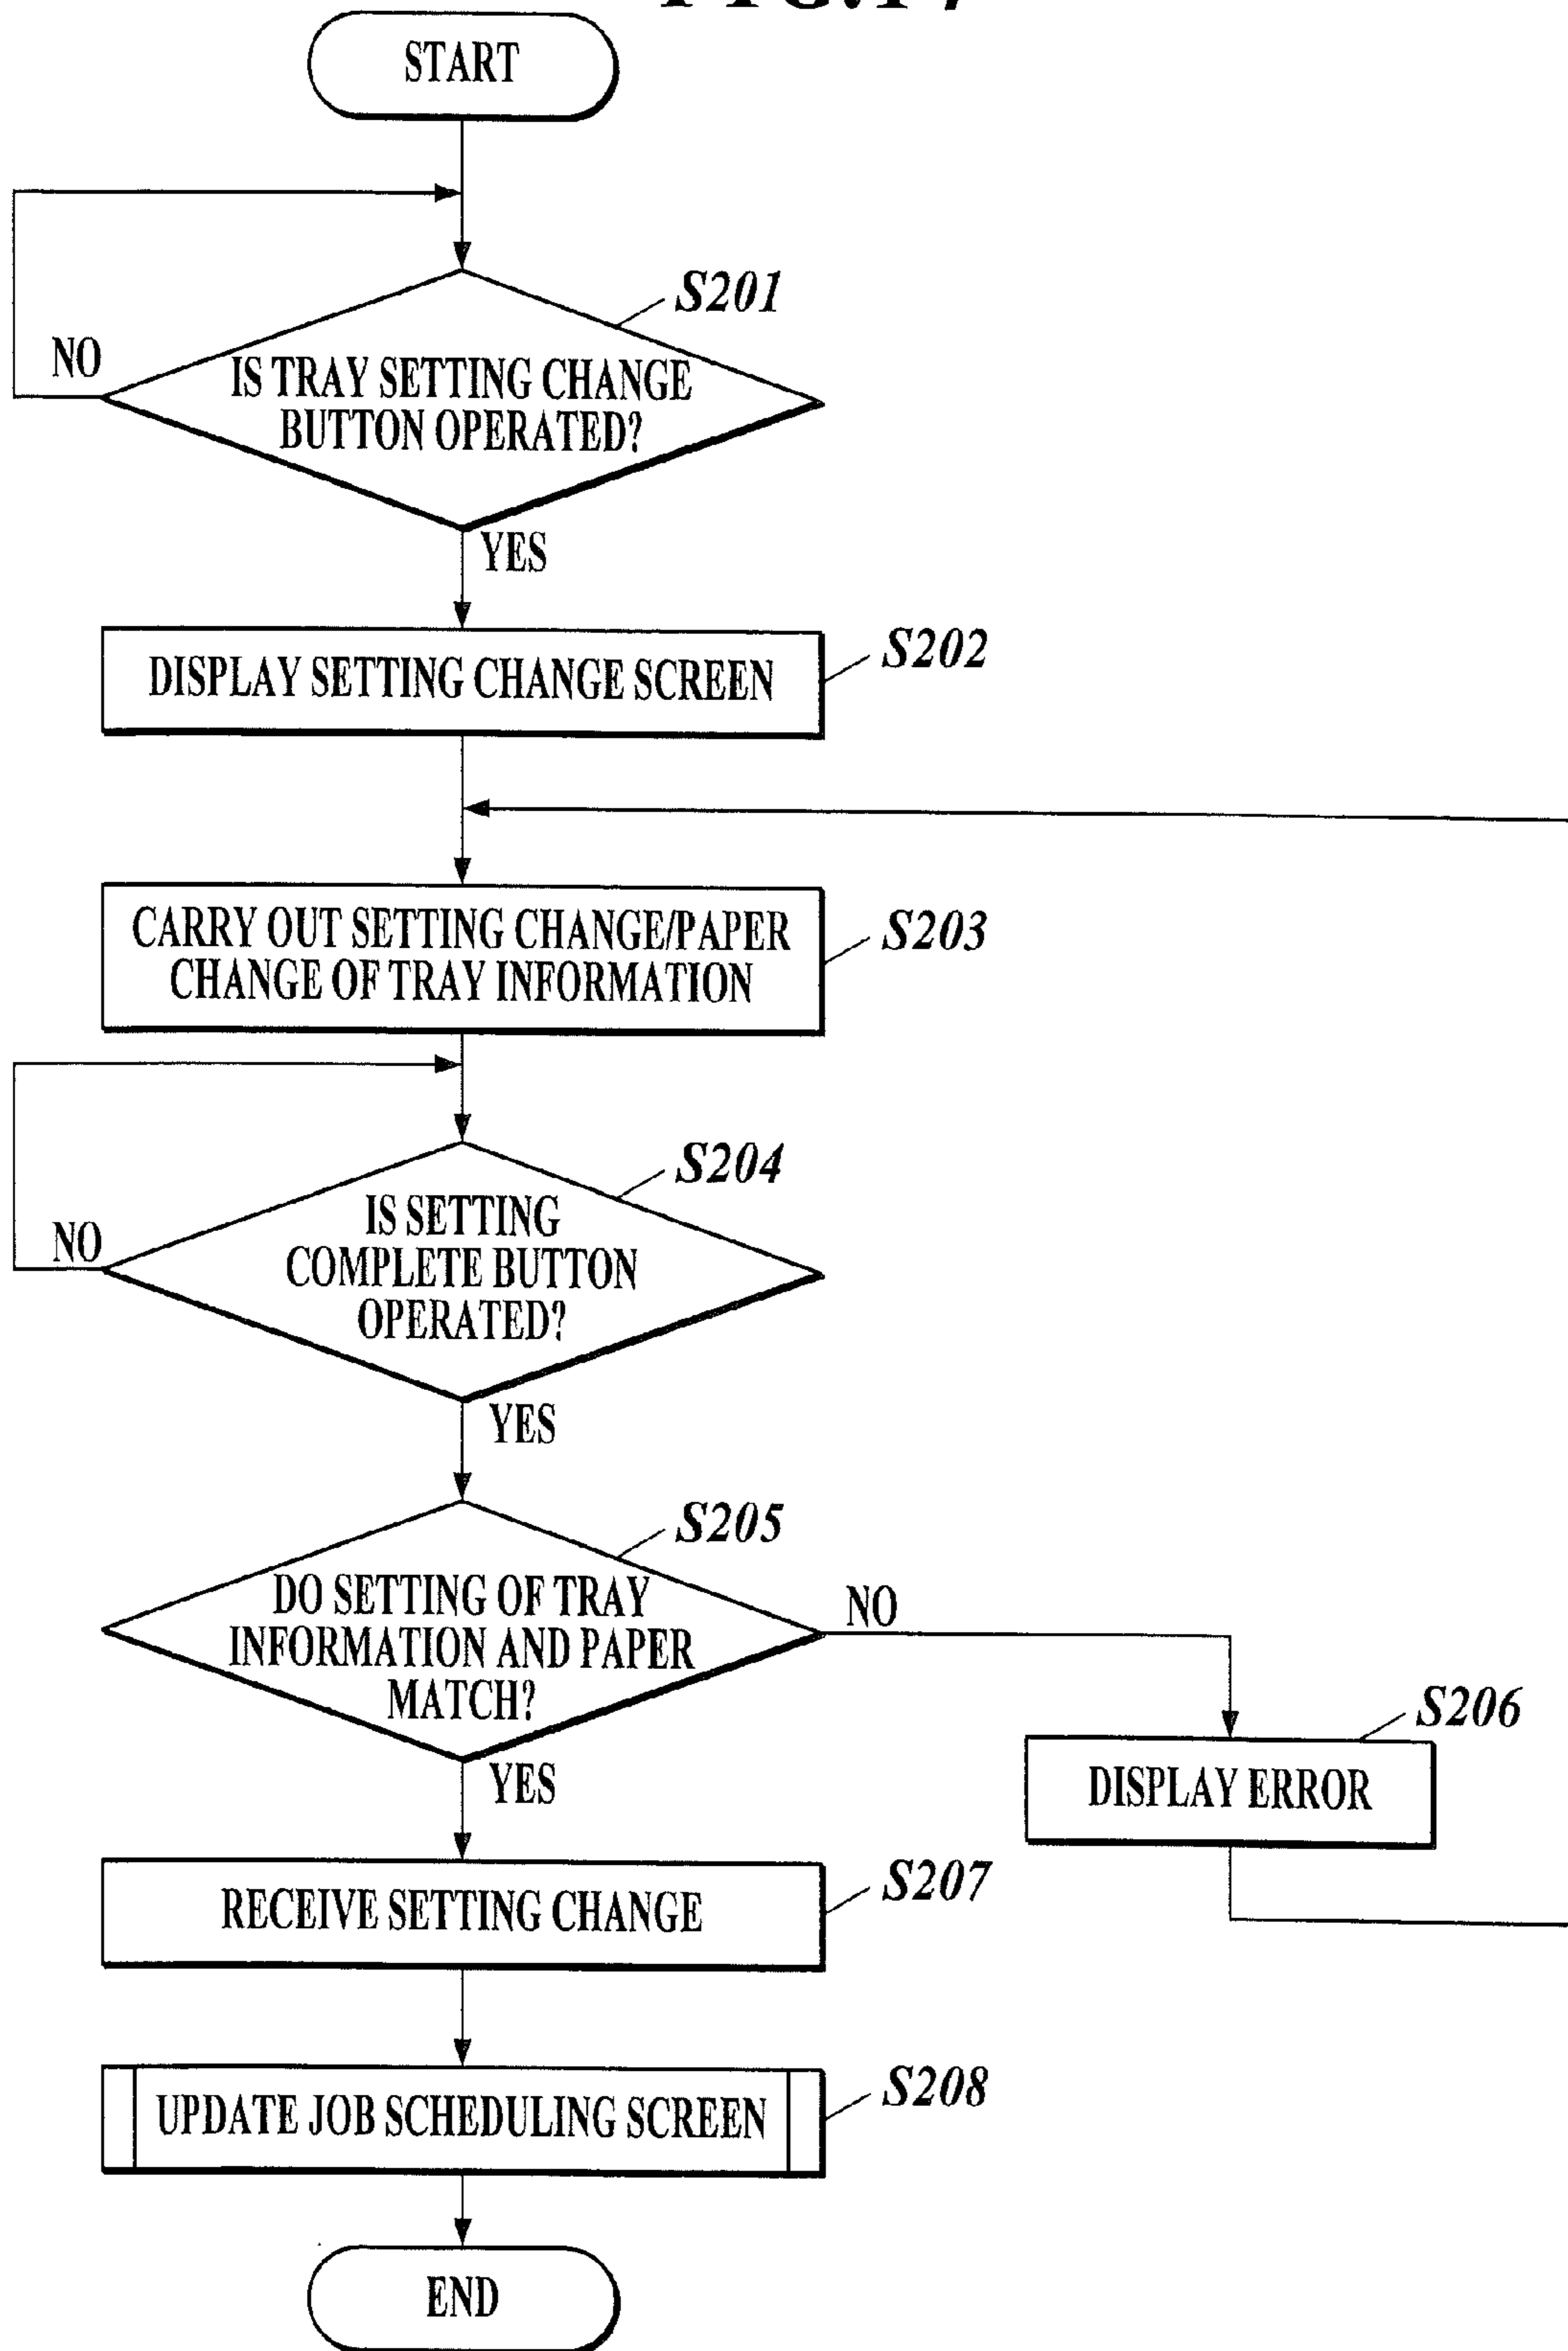 START
S201
NO
IS TRAY SETTING CHANGE
BUTTON OPERATED?
YES
DISPLAY SETTING CHANGE SCREEN
S202
CARRY OUT SETTING CHANGE/PAPER
CHANGE OF TRAY INFORMATION
S203
S204
NO
IS SETTING
COMPLETE BUTTON
OPERATED?
YES
S205
DO SETTING OF TRAY
INFORMATION AND PAPER
MATCH?
NO
YES
S206
DISPLAY ERROR
RECEIVE SETTING CHANGE
S207
UPDATE JOB SCHEDULING SCREEN
S208
END